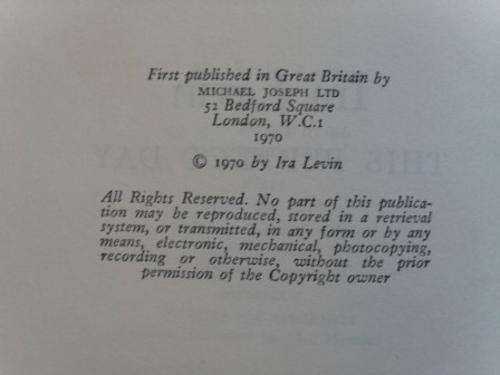 First published in Great Britain by
MICHAEL JOSEPH LTD
52 Bedford Square
London, W.C.1
1970
© 1970 by Ira Levin
All Rights Reserved. No part of this publica-
tion may be reproduced, stored in a retrieval
system, or transmitted, in any form or by any
means, electronic, mechanical, photocopying,
recording or otherwise, without the prior
permission of the Copyright owner